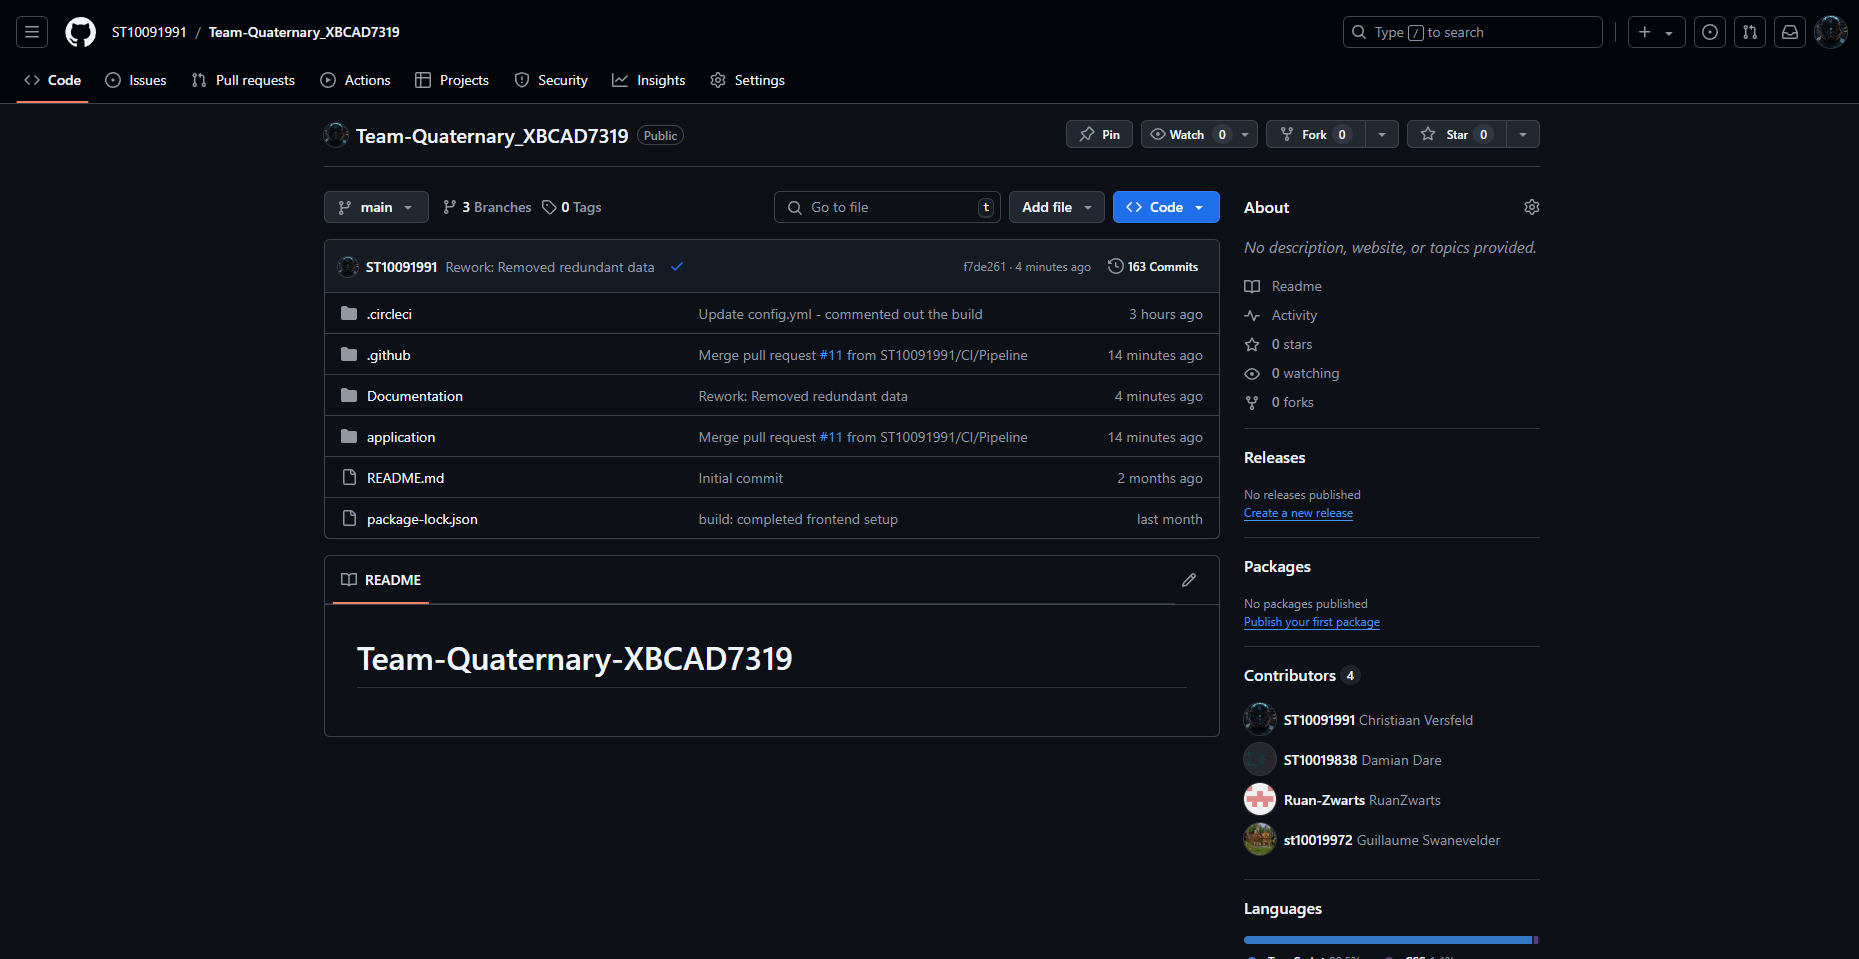 ST10091991 / Team-Quaternary_XBCAD7319
Type / to search
Code Issues Pull requests Actions Projects Security Insights Settings
Team-Quaternary_XBCAD7319 Public
Pin Watch 0 Fork 0 Star 0
main 3 Branches 0 Tags Go to file t Add file Code
ST10091991 Rework: Removed redundant data f7de261 · 4 minutes ago 163 Commits
.circleci Update config.yml - commented out the build 3 hours ago
.github Merge pull request #11 from ST10091991/CI/Pipeline 14 minutes ago
Documentation Rework: Removed redundant data 4 minutes ago
application Merge pull request #11 from ST10091991/CI/Pipeline 14 minutes ago
README.md Initial commit 2 months ago
package-lock.json build: completed frontend setup last month
README
Team-Quaternary-XBCAD7319
About
No description, website, or topics provided.
Readme
Activity
0 stars
0 watching
0 forks
Releases
No releases published
Create a new release
Packages
No packages published
Publish your first package
Contributors 4
ST10091991 Christiaan Versfeld
ST10019838 Damian Dare
Ruan-Zwarts RuanZwarts
st10019972 Guillaume Swanevelder
Languages